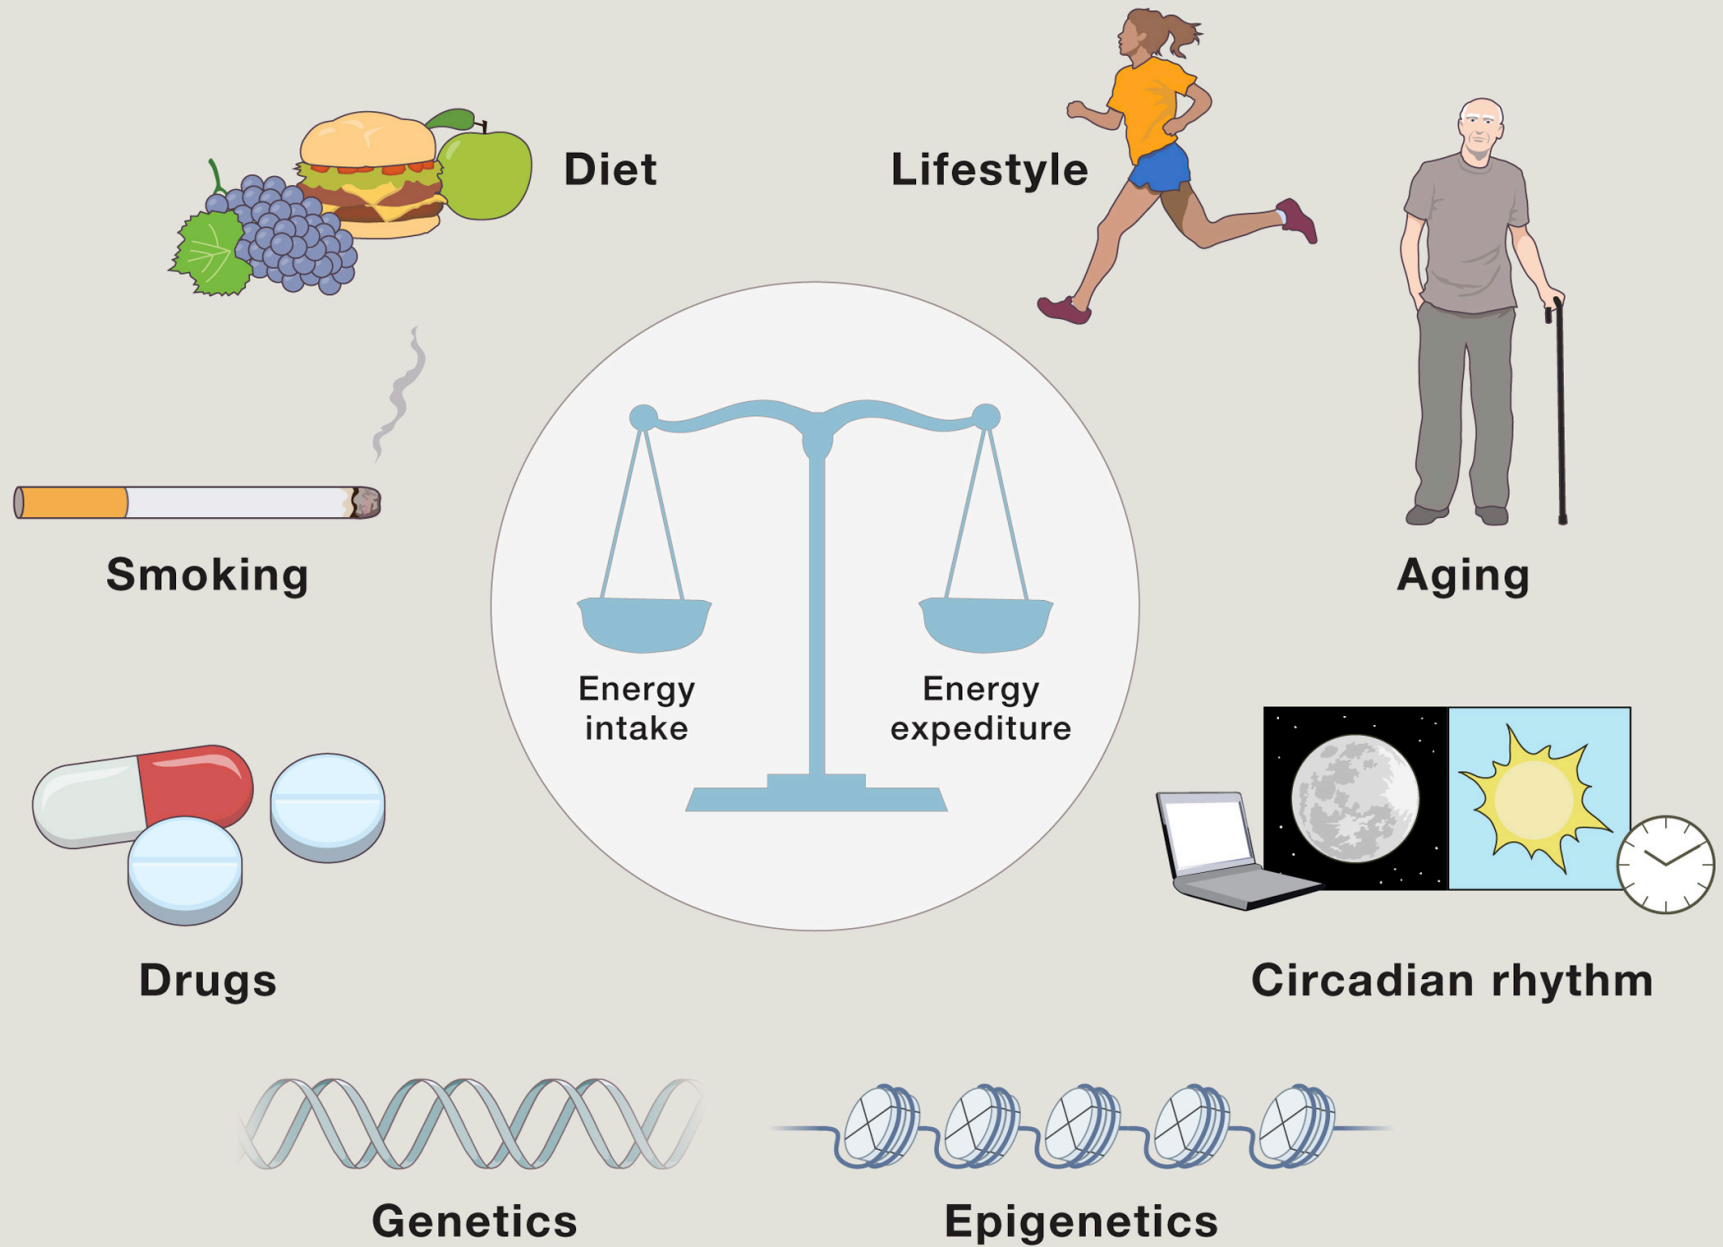 Diet
Lifestyle
Smoking
Aging
Energy
intake
Energy
expediture
Drugs
Circadian rhythm
Genetics
Epigenetics